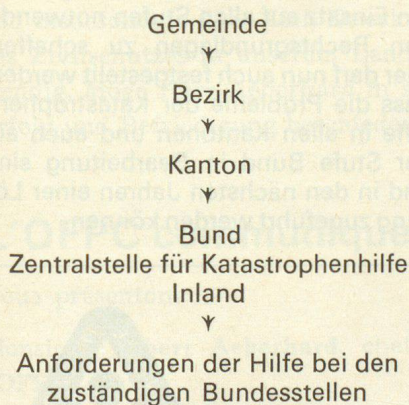 Gemeinde
Bezirk
Kanton
Bund
Zentralstelle für Katastrophenhilfe
Inland
Anforderungen der Hilfe bei den
zuständigen Bundesstellen